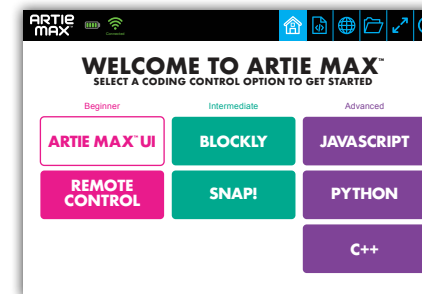 ARTIE
MAX™
Connected
WELCOME TO ARTIE MAX™
SELECT A CODING CONTROL OPTION TO GET STARTED
Beginner Intermediate Advanced
ARTIE MAX™ UI BLOCKLY JAVASCRIPT
REMOTE
CONTROL SNAP! PYTHON
C++